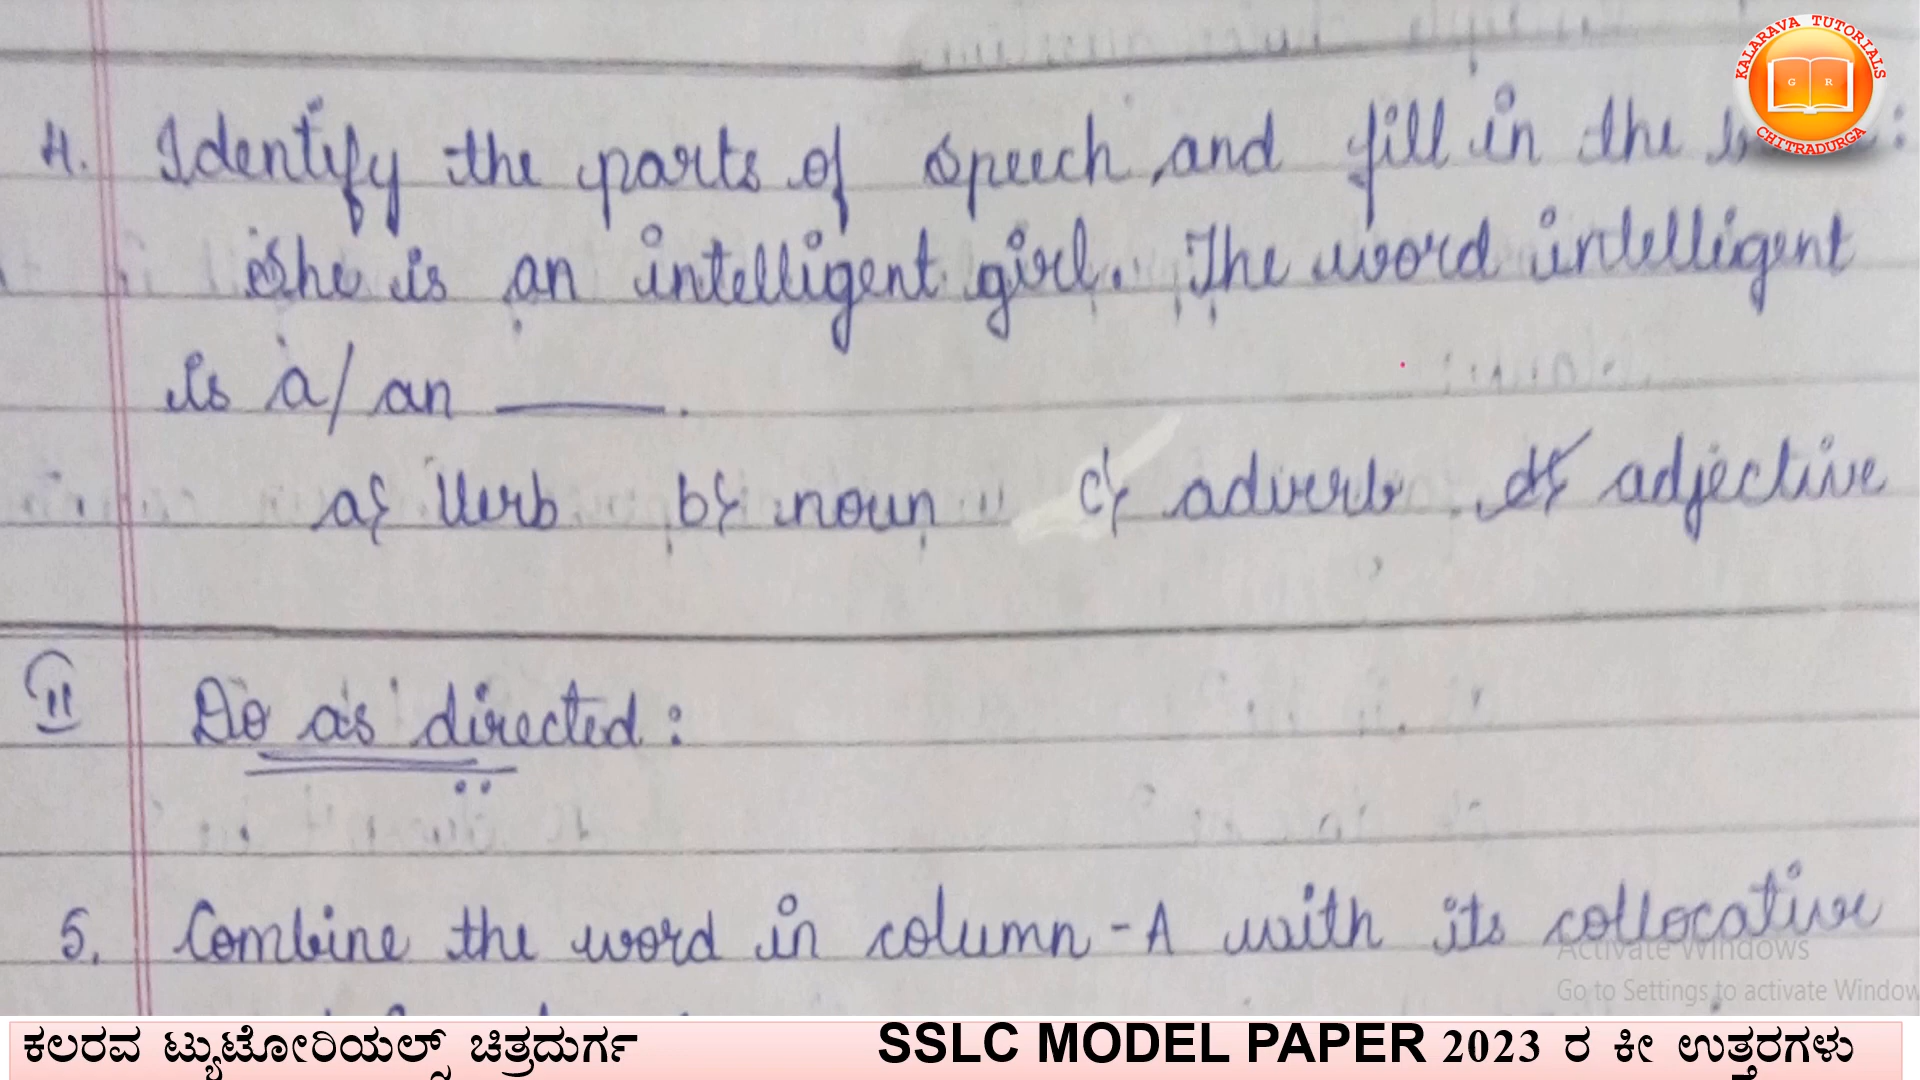 KALARAVA TUTORIALS
G R
CHITRADURGA
4. Identify the parts of speech and fill in the
She is an intelligent girl. The word intelligent
is a/an ______.
a} Verb b} noun c} adverb d} adjective
II Do as directed:
5. Combine the word in column-A with its collocative
Activate Windows
Go to Settings to activate Window
ಕಲರವ ಟ್ಯುಟೋರಿಯಲ್ಸ್ ಚಿತ್ರದುರ್ಗ SSLC MODEL PAPER 2023 ರ ಕೀ ಉತ್ತರಗಳು